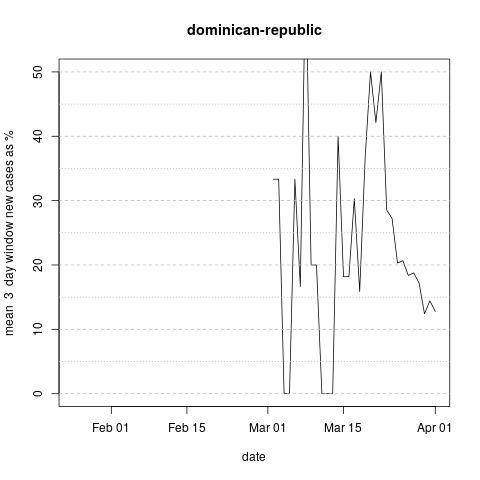 dominican-republic
mean 3 day window new cases as %
50
40
30
20
10
0
Feb 01 Feb 15 Mar 01 Mar 15 Apr 01
date